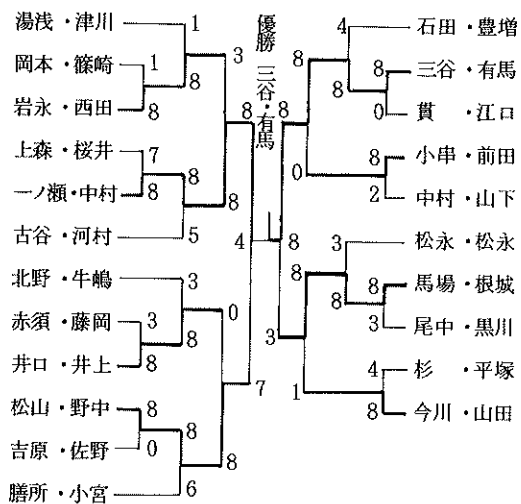 優勝 三谷・有馬
湯浅・津川 1
岡本・篠崎 1
岩永・西田 8
8
3
上森・桜井 7
一ノ瀬・中村 8
8
古谷・河村 5
8
8
北野・牛嶋 3
赤須・藤岡 3
井口・井上 8
8
0
松山・野中 8
吉原・佐野 0
8
膳所・小宮 6
8
7
4
石田・豊増 4
三谷・有馬 8
貫・江口 0
8
8
小串・前田 8
中村・山下 2
0
8
松永・松永 3
馬場・根城 8
尾中・黒川 3
8
8
杉・平塚 4
今川・山田 8
1
3
8